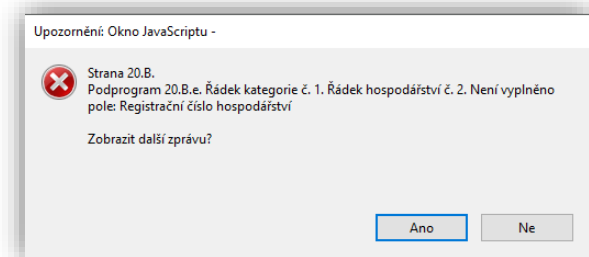 Upozornění: Okno JavaScriptu -
Strana 20.B.
Podprogram 20.B.e. Řádek kategorie č. 1. Řádek hospodářství č. 2. Není vyplněno
pole: Registrační číslo hospodářství
Zobrazit další zprávu?
Ano
Ne